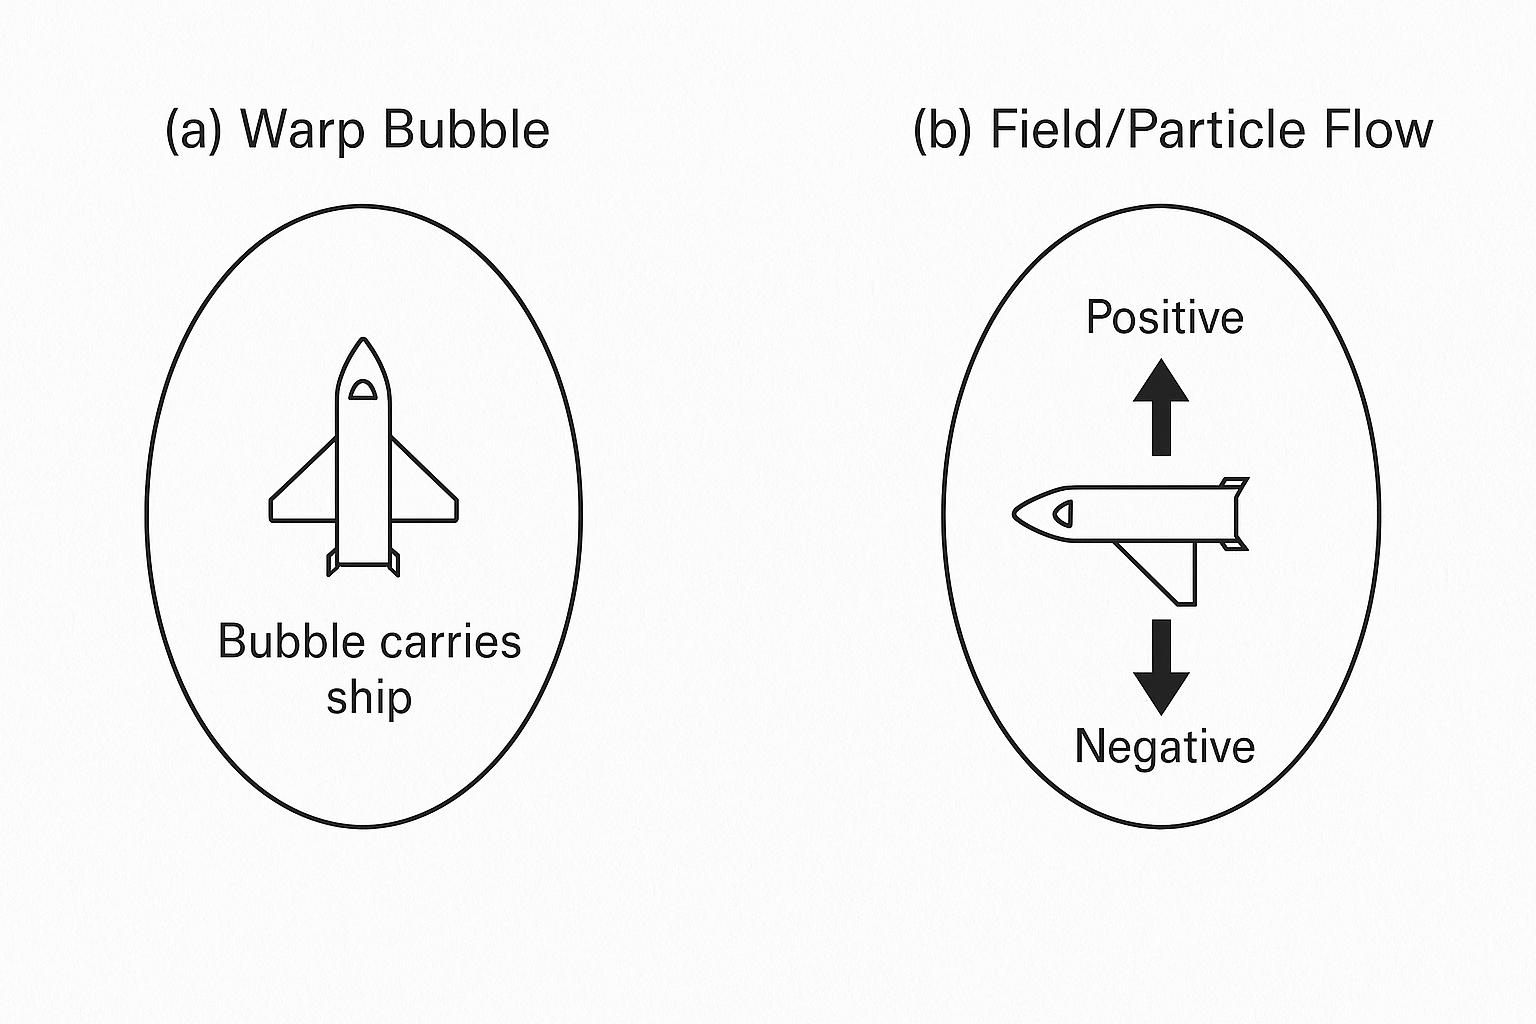 (a) Warp Bubble
Bubble carries
ship
(b) Field/Particle Flow
Positive
Negative